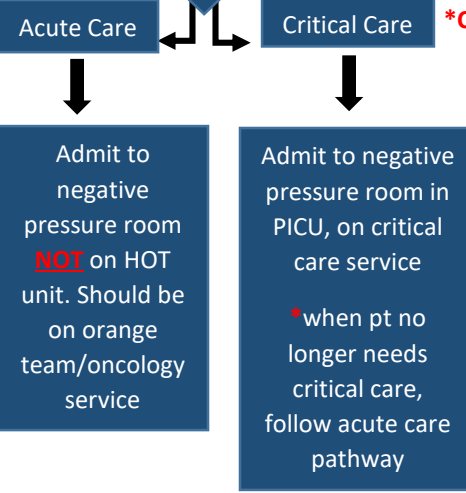 Acute Care
Critical Care
Admit to
negative
pressure room
NOT on HOT
unit. Should be
on orange
team/oncology
service
Admit to negative
pressure room in
PICU, on critical
care service
*when pt no
longer needs
critical care,
follow acute care
pathway